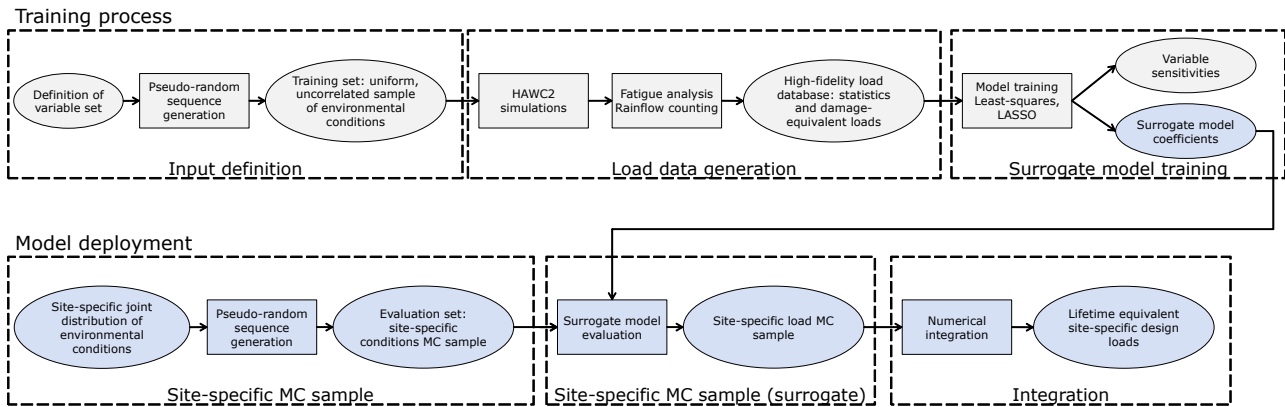 Training process
Definition of
variable set
Pseudo-random
sequence
generation
Training set: uniform,
uncorrelated sample
of environmental
conditions
Input definition
HAWC2
simulations
Fatigue analysis
Rainflow counting
High-fidelity load
database: statistics
and damage-
equivalent loads
Load data generation
Model training
Least-squares,
LASSO
Variable
sensitivities
Surrogate model
coefficients
Surrogate model training
Model deployment
Site-specific joint
distribution of
environmental
conditions
Pseudo-random
sequence
generation
Evaluation set:
site-specific
conditions MC sample
Site-specific MC sample
Surrogate model
evaluation
Site-specific load MC
sample
Site-specific MC sample (surrogate)
Numerical
integration
Lifetime equivalent
site-specific design
loads
Integration